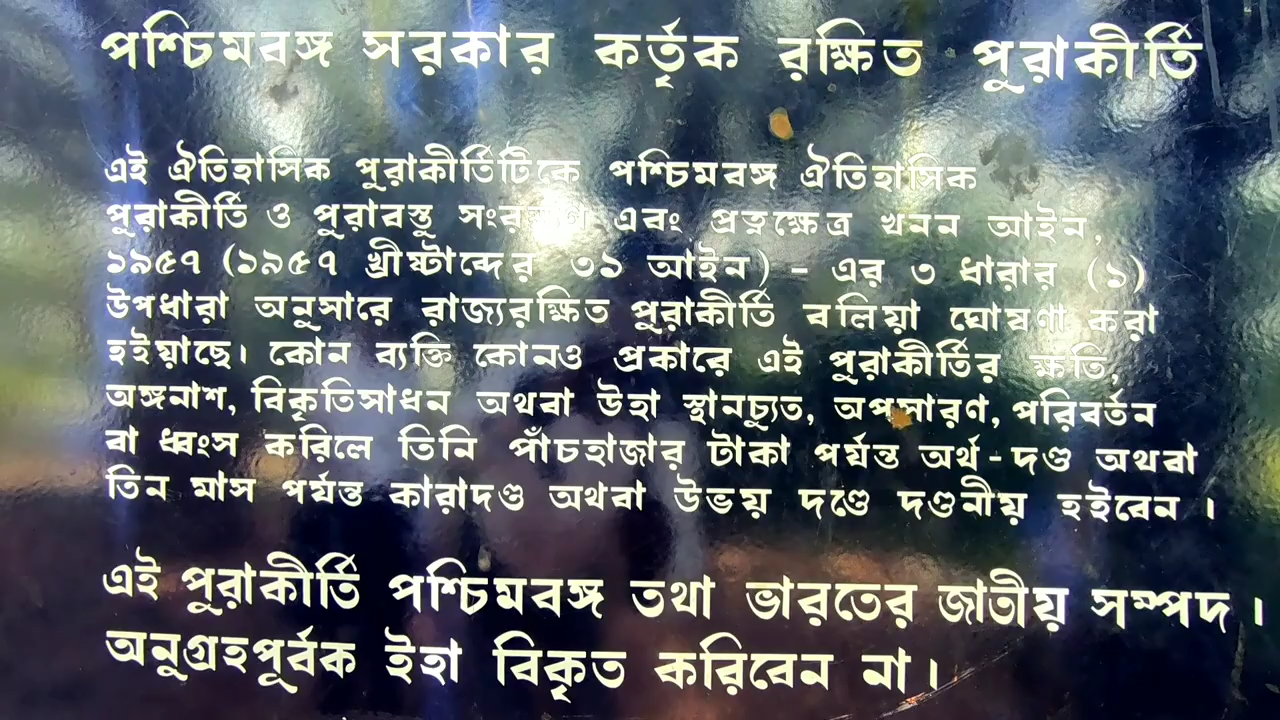 পশ্চিমবঙ্গ সরকার কর্তৃক রক্ষিত পুরাকীর্তি
এই ঐতিহাসিক পুরাকীর্তিটিকে পশ্চিমবঙ্গ ঐতিহাসিক
পুরাকীর্তি ও পুরাবস্তু সংরক্ষণ এবং প্রত্নক্ষেত্র খনন আইন,
১৯৫৭ (১৯৫৭ খ্রীষ্টাব্দের ৩১ আইন) - এর ৩ ধারার (১)
উপধারা অনুসারে রাজ্যরক্ষিত পুরাকীর্তি বলিয়া ঘোষণা করা
হইয়াছে। কোন ব্যক্তি কোনও প্রকারে এই পুরাকীর্তির ক্ষতি,
অঙ্গনাশ, বিকৃতিসাধন অথবা উহা স্থানচ্যুত, অপসারণ, পরিবর্তন
বা ধ্বংস করিলে তিনি পাঁচহাজার টাকা পর্যন্ত অর্থ-দণ্ড অথবা
তিন মাস পর্যন্ত কারাদণ্ড অথবা উভয় দণ্ডে দণ্ডনীয় হইবেন।
এই পুরাকীর্তি পশ্চিমবঙ্গ তথা ভারতের জাতীয় সম্পদ।
অনুগ্রহপূর্বক ইহা বিকৃত করিবেন না।